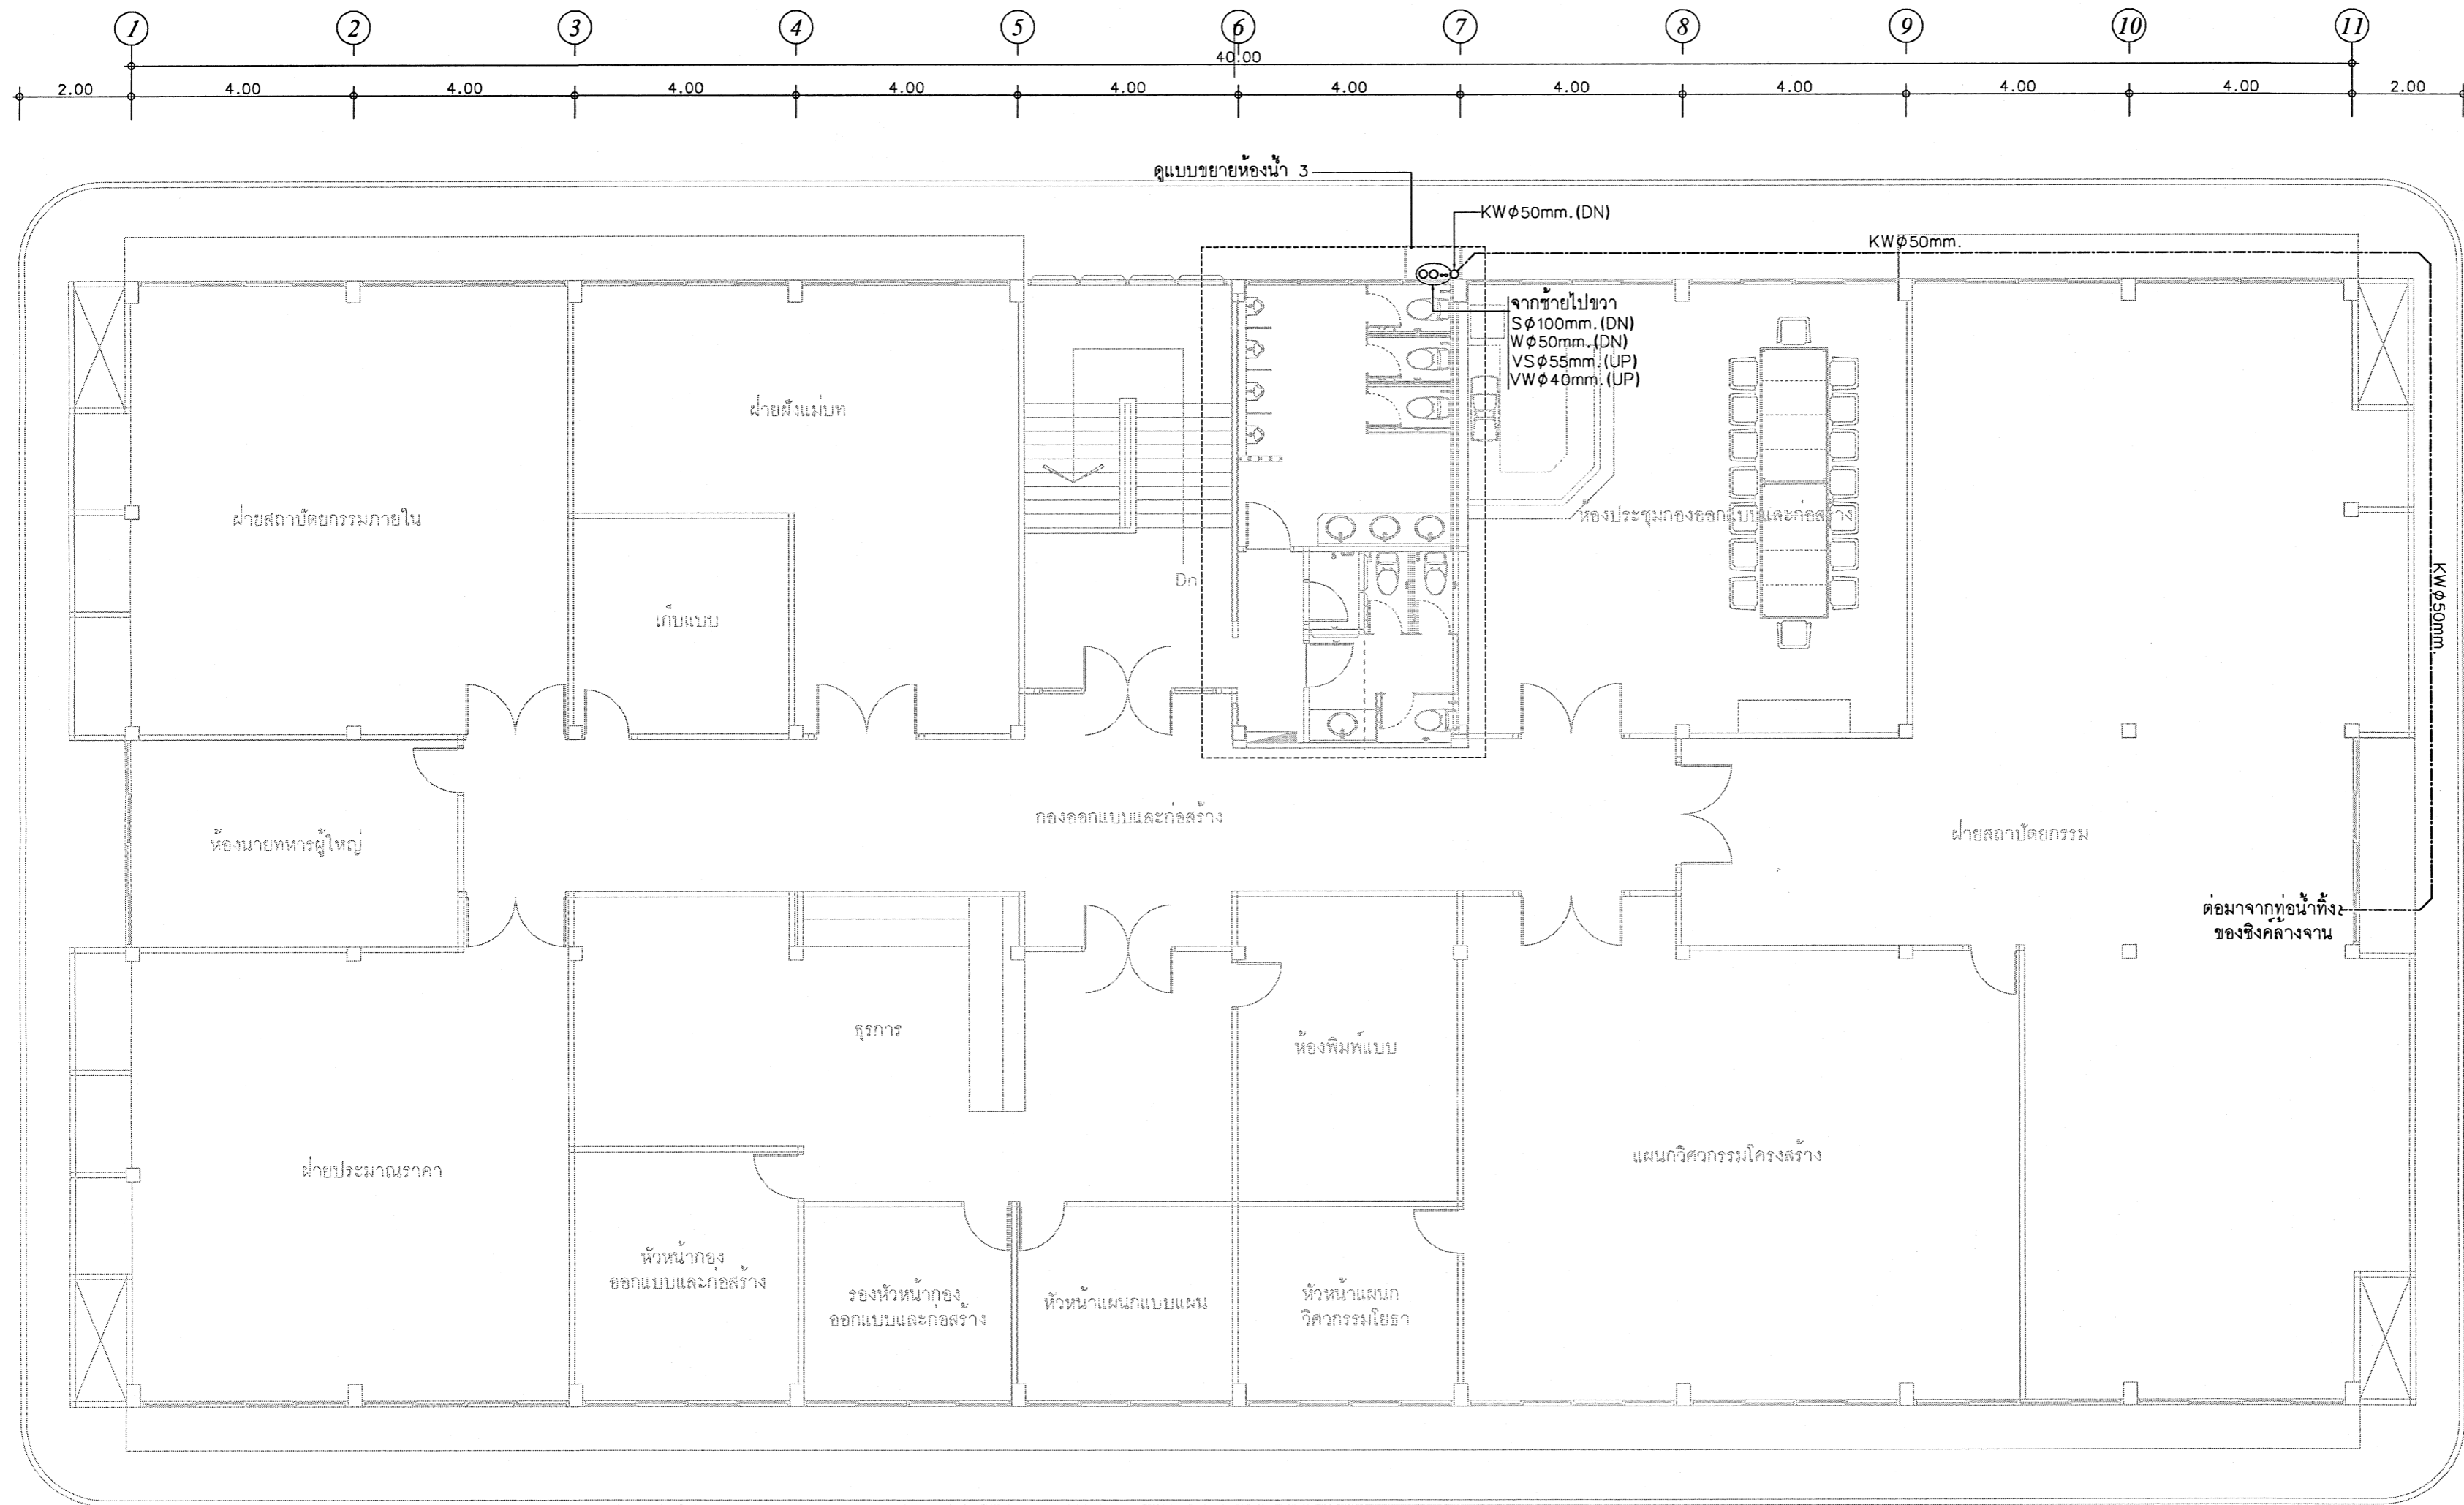 1 2 3 4 5 6 7 8 9 10 11
40.00
2.00 4.00 4.00 4.00 4.00 4.00 4.00 4.00 4.00 4.00 4.00 2.00
ดูแบบขยายห้องน้ำ 3
KWφ50mm.(DN)
KWφ50mm.
จากซ้ายไปขวา
Sφ100mm.(DN)
Wφ50mm.(DN)
VSφ55mm.(UP)
VWφ40mm.(UP)
ฝ่ายผังแม่บท
ฝ่ายสถาปัตยกรรมภายใน
ห้องประชุมกองออกแบบและก่อสร้าง
Dn
เก็บแบบ
KWφ50mm.
กองออกแบบและก่อสร้าง
ห้องนายทหารผู้ใหญ่
ฝ่ายสถาปัตยกรรม
ต่อมาจากท่อน้ำทิ้ง
ของซิงค์ล้างจาน
ธุรการ
ห้องพิมพ์แบบ
ฝ่ายประมาณราคา
แผนกวิศวกรรมโครงสร้าง
หัวหน้ากอง
ออกแบบและก่อสร้าง
รองหัวหน้ากอง
ออกแบบและก่อสร้าง
หัวหน้าแผนกแบบแผน
หัวหน้าแผนก
วิศวกรรมโยธา